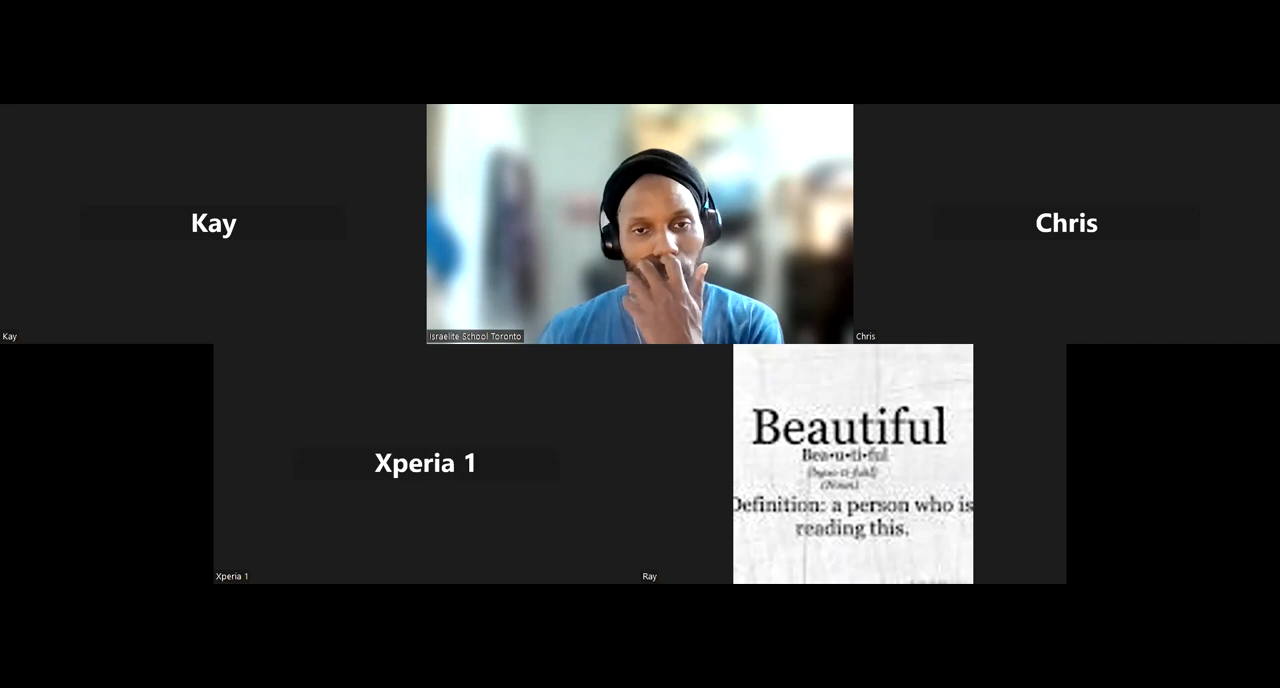 Kay
Chris
Kay
Israelite School Toronto
Chris
Xperia 1
Beautiful
Bea•u•ti•ful
(Noun)
Definition: a person who is
reading this.
Xperia 1
Ray